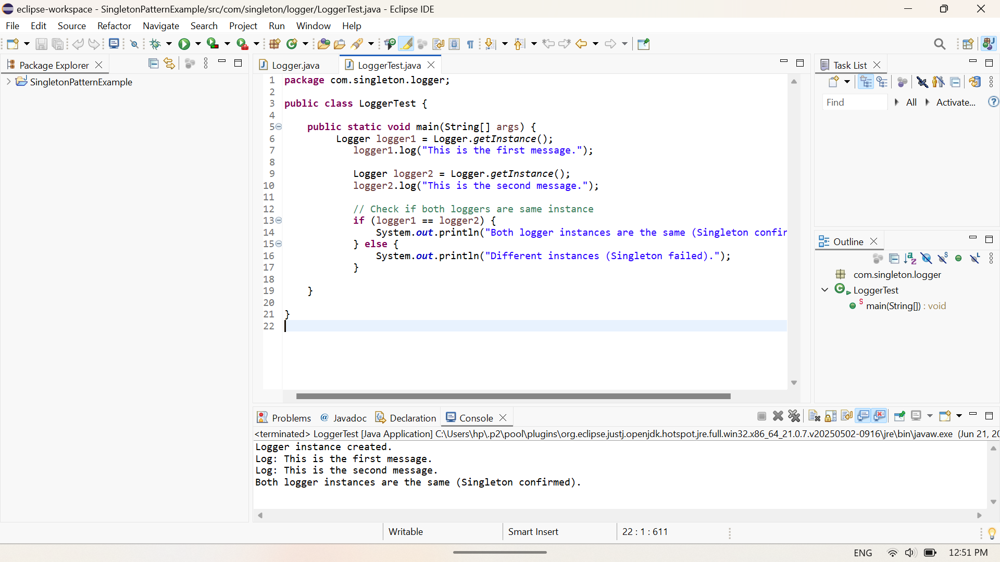 eclipse-workspace - SingletonPatternExample/src/com/singleton/logger/LoggerTest.java - Eclipse IDE
File Edit Source Refactor Navigate Search Project Run Window Help
Package Explorer
SingletonPatternExample
Logger.java
LoggerTest.java
1 package com.singleton.logger;
2
3 public class LoggerTest {
4
5 public static void main(String[] args) {
6 Logger logger1 = Logger.getInstance();
7 logger1.log("This is the first message.");
8
9 Logger logger2 = Logger.getInstance();
10 logger2.log("This is the second message.");
11
12 // Check if both loggers are same instance
13 if (logger1 == logger2) {
14 System.out.println("Both logger instances are the same (Singleton confir
15 } else {
16 System.out.println("Different instances (Singleton failed).");
17 }
18
19 }
20
21 }
22
Task List
Find All Activate...
Outline
com.singleton.logger
LoggerTest
main(String[]) : void
Problems Javadoc Declaration Console
<terminated> LoggerTest [Java Application] C:\Users\hp\.p2\pool\plugins\org.eclipse.justj.openjdk.hotspot.jre.full.win32.x86_64_21.0.7.v20250502-0916\jre\bin\javaw.exe (Jun 21, 20
Logger instance created.
Log: This is the first message.
Log: This is the second message.
Both logger instances are the same (Singleton confirmed).
Writable Smart Insert 22 : 1 : 611
ENG 12:51 PM